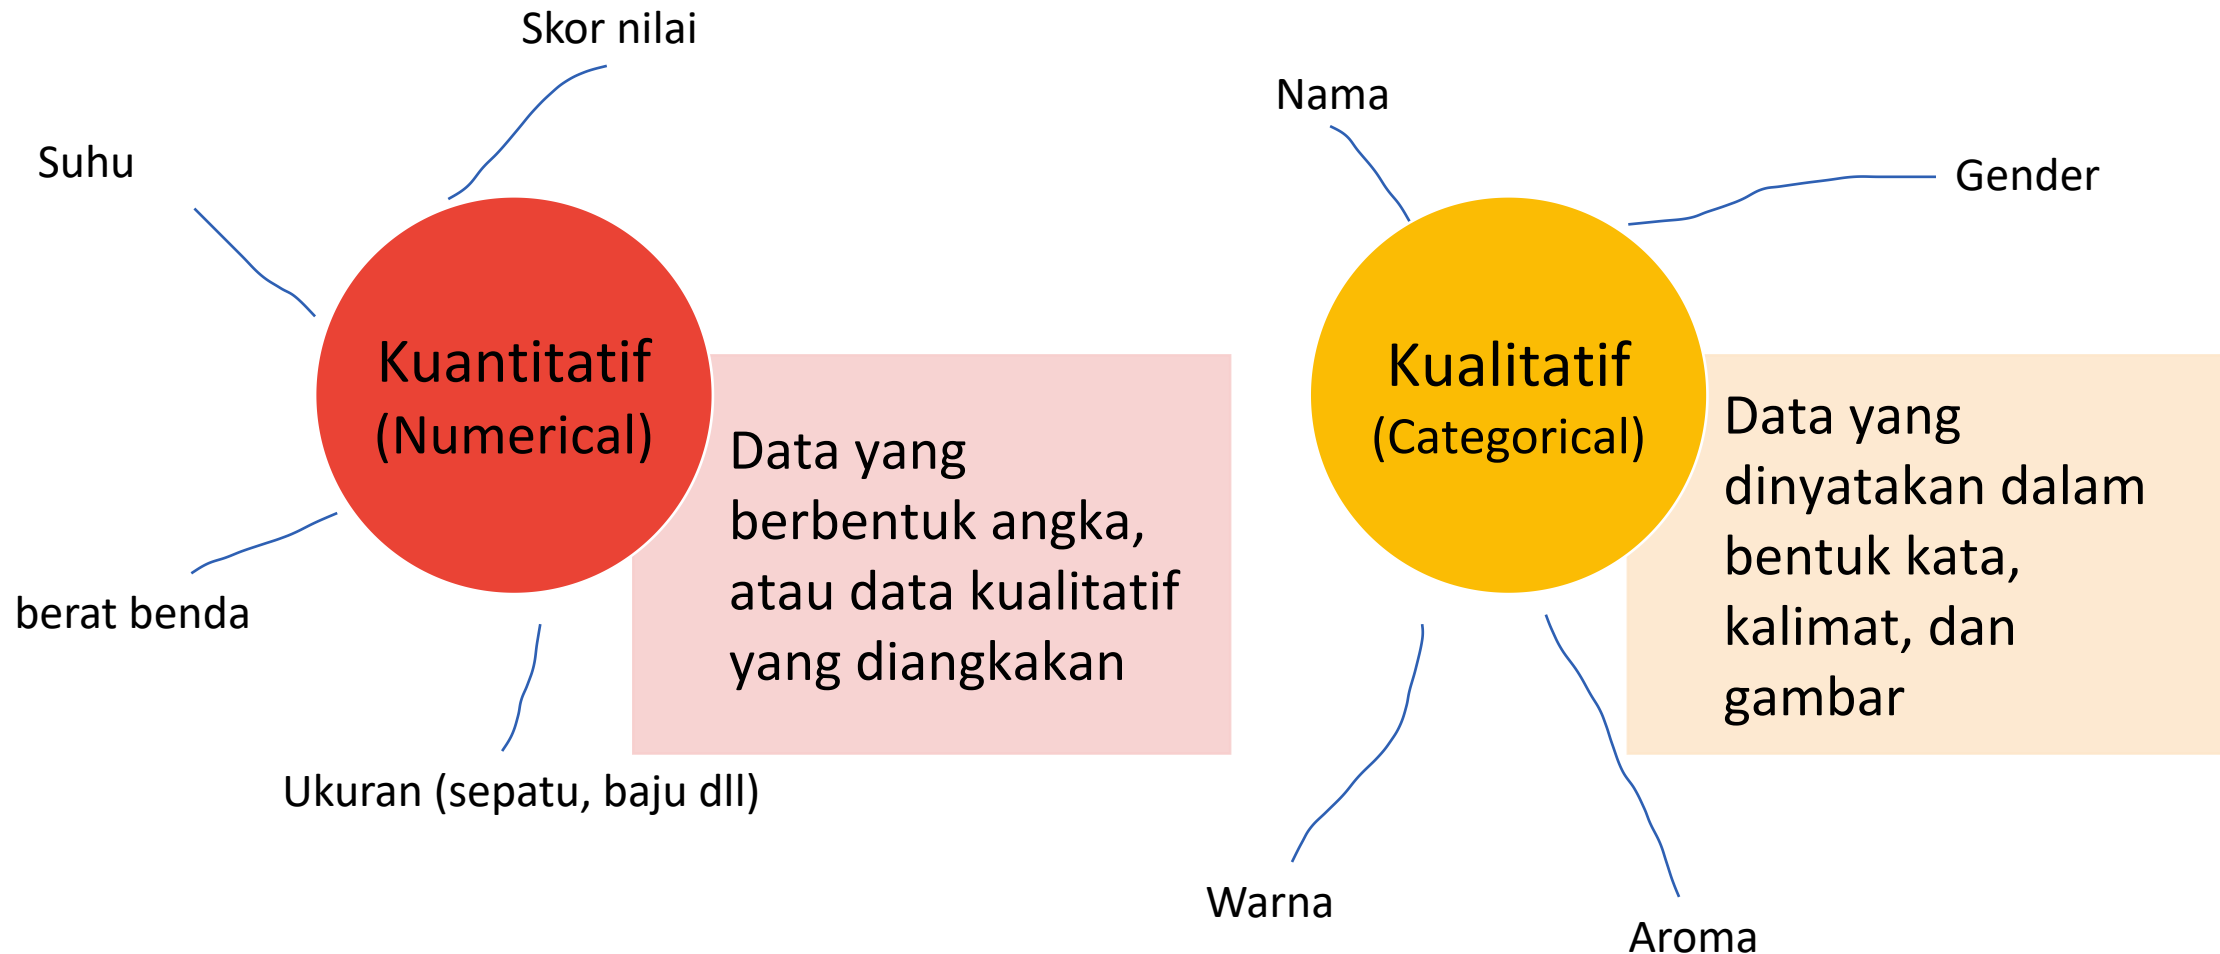 Skor nilai
Suhu
Kuantitatif
(Numerical)
berat benda
Ukuran (sepatu, baju dll)
Data yang
berbentuk angka,
atau data kualitatif
yang diangkakan
Nama
Gender
Kualitatif
(Categorical)
Data yang
dinyatakan dalam
bentuk kata,
kalimat, dan
gambar
Warna
Aroma